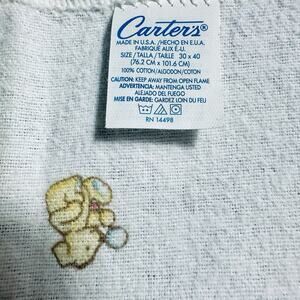 Carter's®
MADE IN U.S.A. /HECHO EN E.U.A.
FABRIQUE AUX É.-U.
SIZE / TALLA / TAILLE 30 x 40
(76.2 cm x 101.6 cm)
100% COTTON/ALGODON/COTON
CAUTION: KEEP AWAY FROM OPEN FLAME
ADVERTENCIA: MANTENGA USTED
ALEJADO DEL FUEGO
MISE EN GARDE: GARDEZ LOIN DU FEU
RN 14498